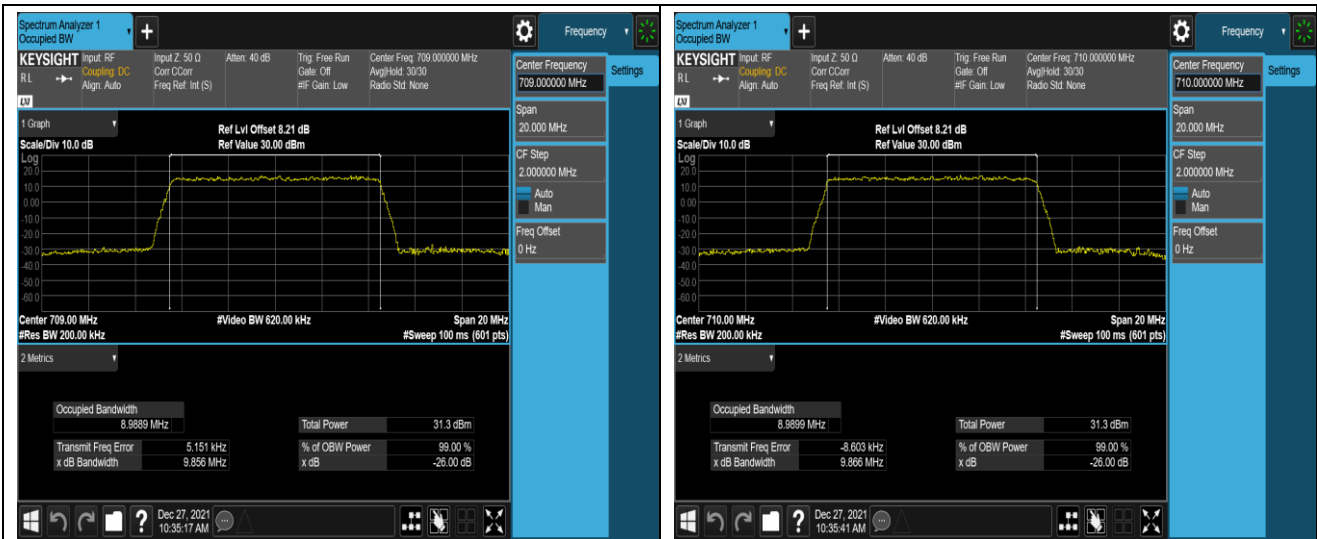 Spectrum Analyzer 1
Occupied BW
+
Frequency
KEYSIGHT
Input: RF
Coupling: DC
Align: Auto
Input Z: 50 Ω
Corr CCorr
Freq Ref: Int (S)
Atten: 40 dB
Trig: Free Run
Gate: Off
#IF Gain: Low
Center Freq: 709.000000 MHz
Avg|Hold: 30/30
Radio Std: None
RL
LXI
Center Frequency
709.000000 MHz
Settings
Span
20.000 MHz
CF Step
2.000000 MHz
Auto
Man
Freq Offset
0 Hz
1 Graph
Scale/Div 10.0 dB
Ref Lvl Offset 8.21 dB
Ref Value 30.00 dBm
Log
20.0
10.0
0.00
-10.0
-20.0
-30.0
-40.0
-50.0
-60.0
Center 709.00 MHz
#Video BW 620.00 kHz
Span 20 MHz
#Res BW 200.00 kHz
#Sweep 100 ms (601 pts)
2 Metrics
Occupied Bandwidth
8.9889 MHz
Total Power 31.3 dBm
Transmit Freq Error 5.151 kHz
% of OBW Power 99.00 %
x dB Bandwidth 9.856 MHz
x dB -26.00 dB
?
Dec 27, 2021
10:35:17 AM
Spectrum Analyzer 1
Occupied BW
+
Frequency
KEYSIGHT
Input: RF
Coupling: DC
Align: Auto
Input Z: 50 Ω
Corr CCorr
Freq Ref: Int (S)
Atten: 40 dB
Trig: Free Run
Gate: Off
#IF Gain: Low
Center Freq: 710.000000 MHz
Avg|Hold: 30/30
Radio Std: None
RL
LXI
Center Frequency
710.000000 MHz
Settings
Span
20.000 MHz
CF Step
2.000000 MHz
Auto
Man
Freq Offset
0 Hz
1 Graph
Scale/Div 10.0 dB
Ref Lvl Offset 8.21 dB
Ref Value 30.00 dBm
Log
20.0
10.0
0.00
-10.0
-20.0
-30.0
-40.0
-50.0
-60.0
Center 710.00 MHz
#Video BW 620.00 kHz
Span 20 MHz
#Res BW 200.00 kHz
#Sweep 100 ms (601 pts)
2 Metrics
Occupied Bandwidth
8.9899 MHz
Total Power 31.3 dBm
Transmit Freq Error -8.603 kHz
% of OBW Power 99.00 %
x dB Bandwidth 9.866 MHz
x dB -26.00 dB
?
Dec 27, 2021
10:35:41 AM